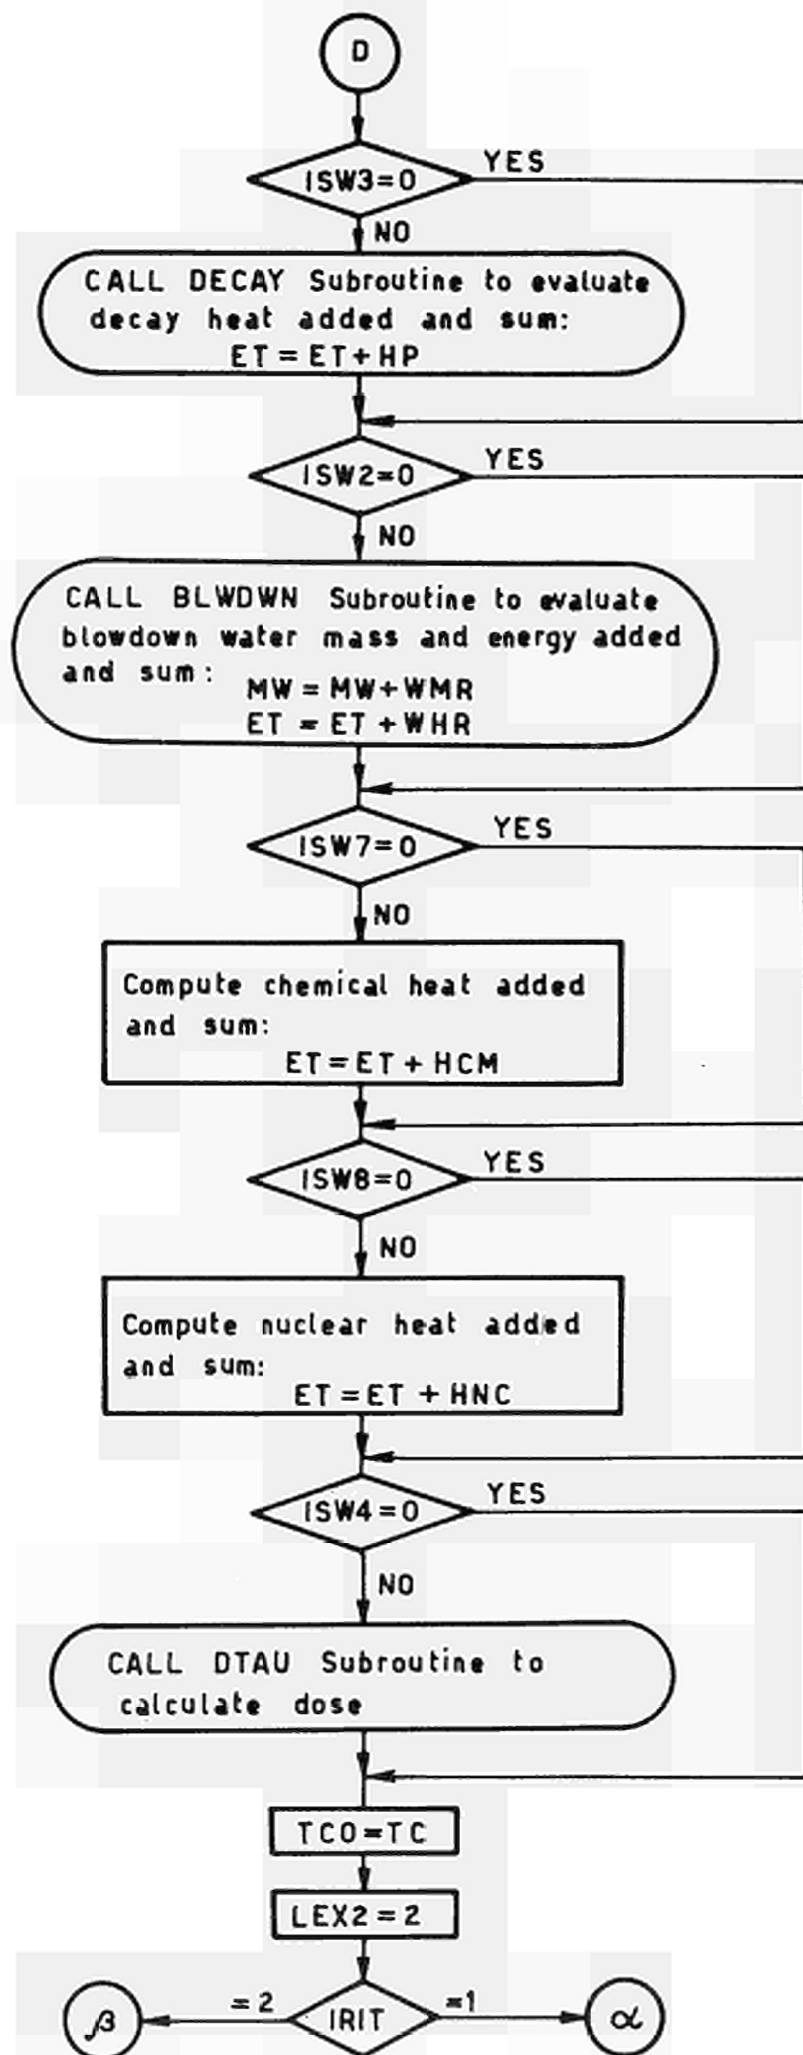 D
ISW3=0
YES
NO
CALL DECAY Subroutine to evaluate
decay heat added and sum:
ET = ET+HP
ISW2=0
YES
NO
CALL BLWDWN Subroutine to evaluate
blowdown water mass and energy added
and sum:
MW = MW+WMR
ET = ET +WHR
ISW7=0
YES
NO
Compute chemical heat added
and sum:
ET = ET + HCM
ISW8=0
YES
NO
Compute nuclear heat added
and sum:
ET = ET + HNC
ISW4=0
YES
NO
CALL DTAU Subroutine to
calculate dose
TCO=TC
LEX2=2
β
=2
IRIT
=1
α